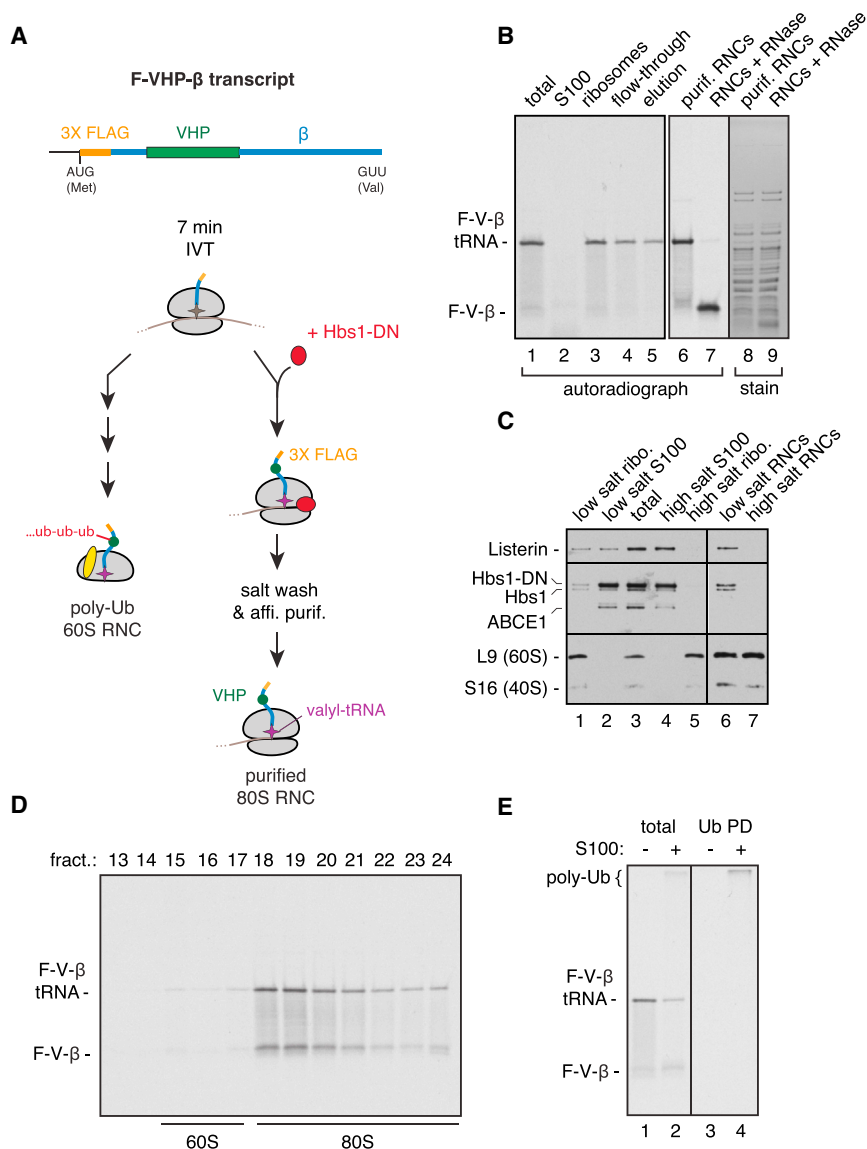 A
F-VHP-β transcript
3X FLAG
VHP
β
AUG
(Met)
GUU
(Val)
7 min
IVT
+ Hbs1-DN
3X FLAG
...ub-ub-ub
poly-Ub
60S RNC
salt wash
& affi. purif.
VHP
valyl-tRNA
purified
80S RNC
B
total
S100
ribosomes
flow-through
elution
purif. RNCs
RNCs + RNase
purif. RNCs
RNCs + RNase
F-V-β
tRNA -
F-V-β -
1 2 3 4 5 6 7 8 9
autoradiograph
stain
C
low salt ribo.
low salt S100
total
high salt S100
high salt ribo.
low salt RNCs
high salt RNCs
Listerin -
Hbs1-DN
Hbs1
ABCE1
L9 (60S) -
S16 (40S) -
1 2 3 4 5 6 7
D
fract.: 13 14 15 16 17 18 19 20 21 22 23 24
F-V-β
tRNA -
F-V-β -
60S
80S
E
total Ub PD
S100: - + - +
poly-Ub {
F-V-β
tRNA -
F-V-β -
1 2 3 4